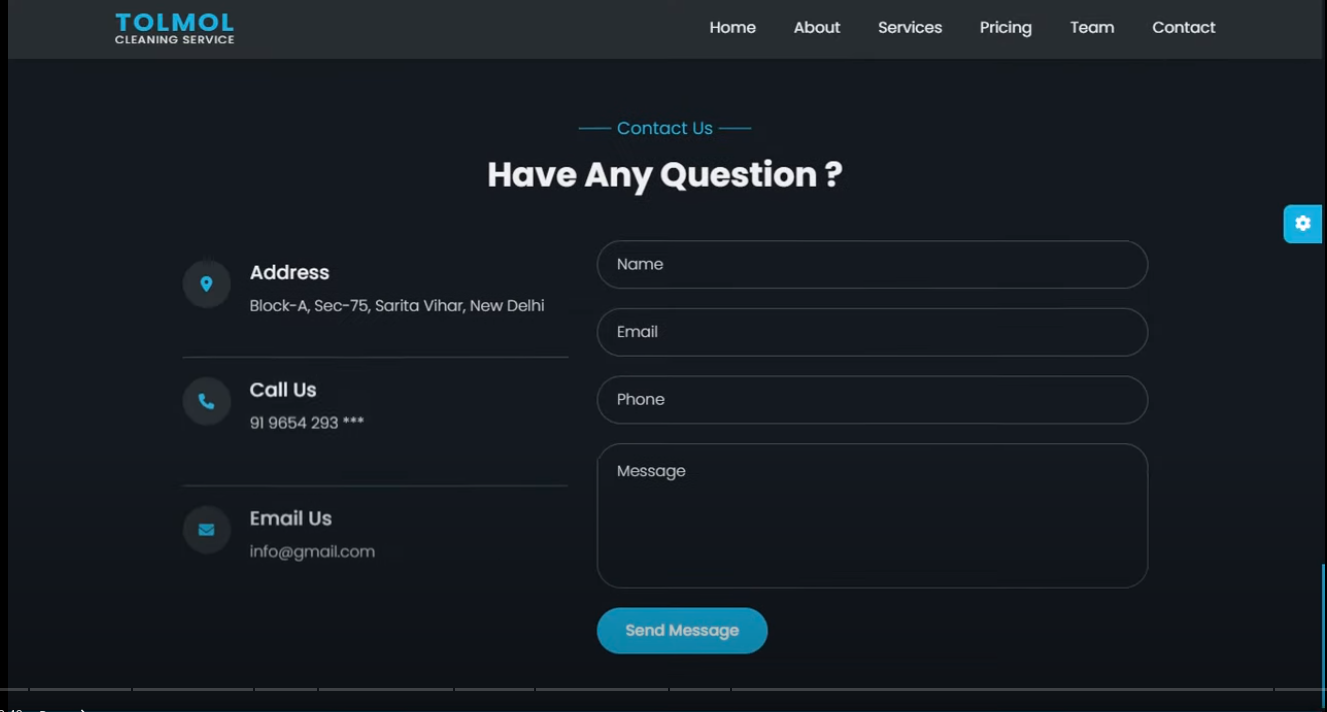 TOLMOL
CLEANING SERVICE
Home About Services Pricing Team Contact
Contact Us
Have Any Question ?
Address
Block-A, Sec-75, Sarita Vihar, New Delhi
Call Us
91 9654 293 ***
Email Us
info@gmail.com
Name
Email
Phone
Message
Send Message